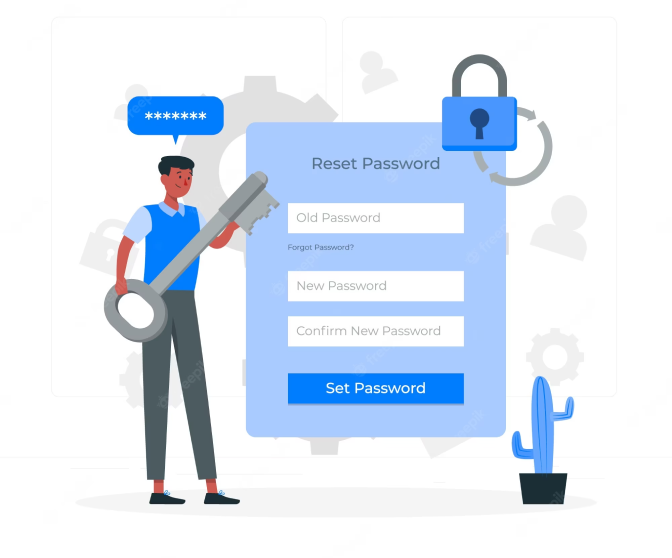 *******
Reset Password
Old Password
Forgot Password?
New Password
Confirm New Password
Set Password